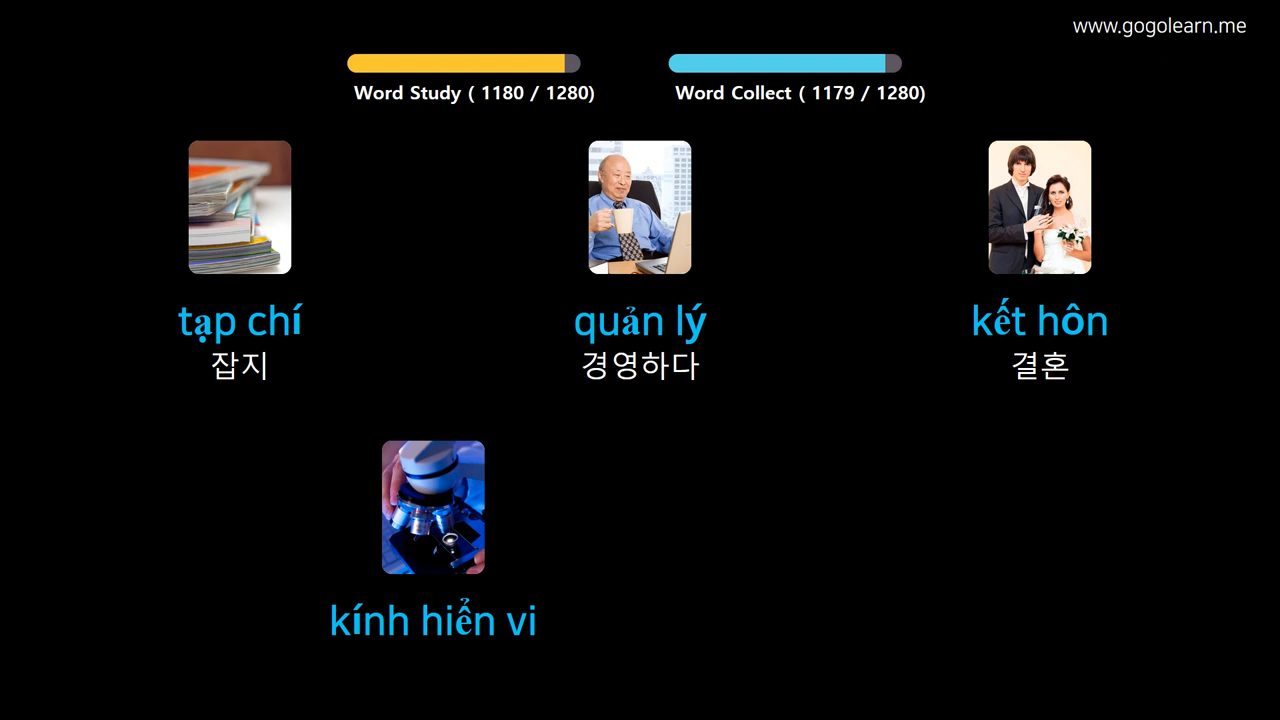 www.gogolearn.me
Word Study ( 1180 / 1280)
Word Collect ( 1179 / 1280)
tạp chí
잡지
quản lý
경영하다
kết hôn
결혼
kính hiển vi